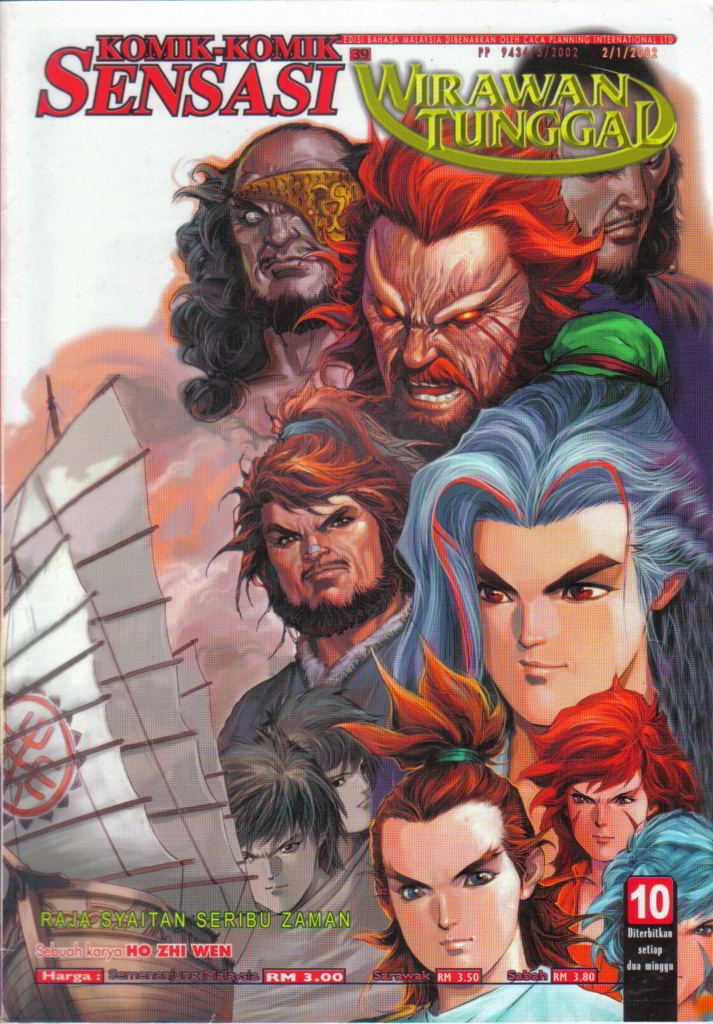 EDISI BAHASA MALAYSIA DIBENARKAN OLEH CACA PLANNING INTERNATIONAL LTD
39 PP 9434/5/2002 2/1/2002
KOMIK-KOMIK
SENSASI
WIRAWAN
TUNGGAL
RAJA SYAITAN SERIBU ZAMAN
Sebuah karya HO ZHI WEN
Harga : Semenanjung Malaysia RM 3.00 Sarawak RM 3.50 Sabah RM 3.80
10
Diterbitkan
setiap
dua minggu